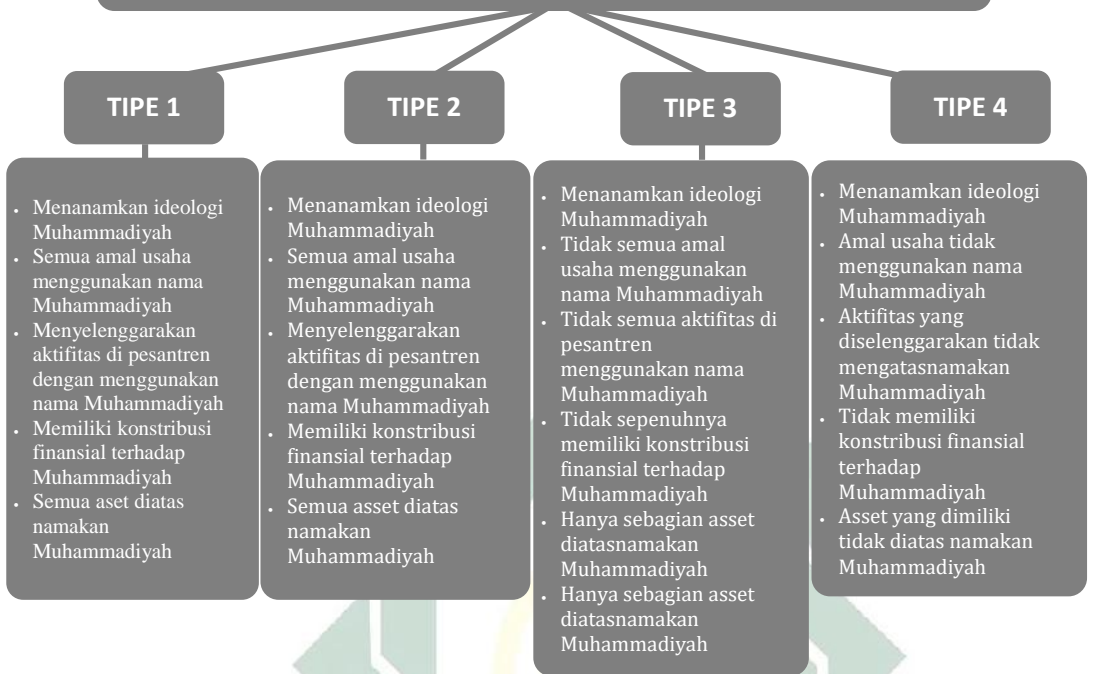 TIPE 1
• Menanamkan ideologi
Muhammadiyah
• Semua amal usaha
menggunakan nama
Muhammadiyah
• Menyelenggarakan
aktifitas di pesantren
dengan menggunakan
nama Muhammadiyah
• Memiliki konstribusi
finansial terhadap
Muhammadiyah
• Semua aset diatas
namakan
Muhammadiyah
TIPE 2
• Menanamkan ideologi
Muhammadiyah
• Semua amal usaha
menggunakan nama
Muhammadiyah
• Menyelenggarakan
aktifitas di pesantren
dengan menggunakan
nama Muhammadiyah
• Memiliki konstribusi
finansial terhadap
Muhammadiyah
• Semua asset diatas
namakan
Muhammadiyah
TIPE 3
• Menanamkan ideologi
Muhammadiyah
• Tidak semua amal
usaha menggunakan
nama Muhammadiyah
• Tidak semua aktifitas di
pesantren
menggunakan nama
Muhammadiyah
• Tidak sepenuhnya
memiliki konstribusi
finansial terhadap
Muhammadiyah
• Hanya sebagian asset
diatasnamakan
Muhammadiyah
• Hanya sebagian asset
diatasnamakan
Muhammadiyah
TIPE 4
• Menanamkan ideologi
Muhammadiyah
• Amal usaha tidak
menggunakan nama
Muhammadiyah
• Aktifitas yang
diselenggarakan tidak
mengatasnamakan
Muhammadiyah
• Tidak memiliki
konstribusi finansial
terhadap
Muhammadiyah
• Asset yang dimiliki
tidak diatas namakan
Muhammadiyah